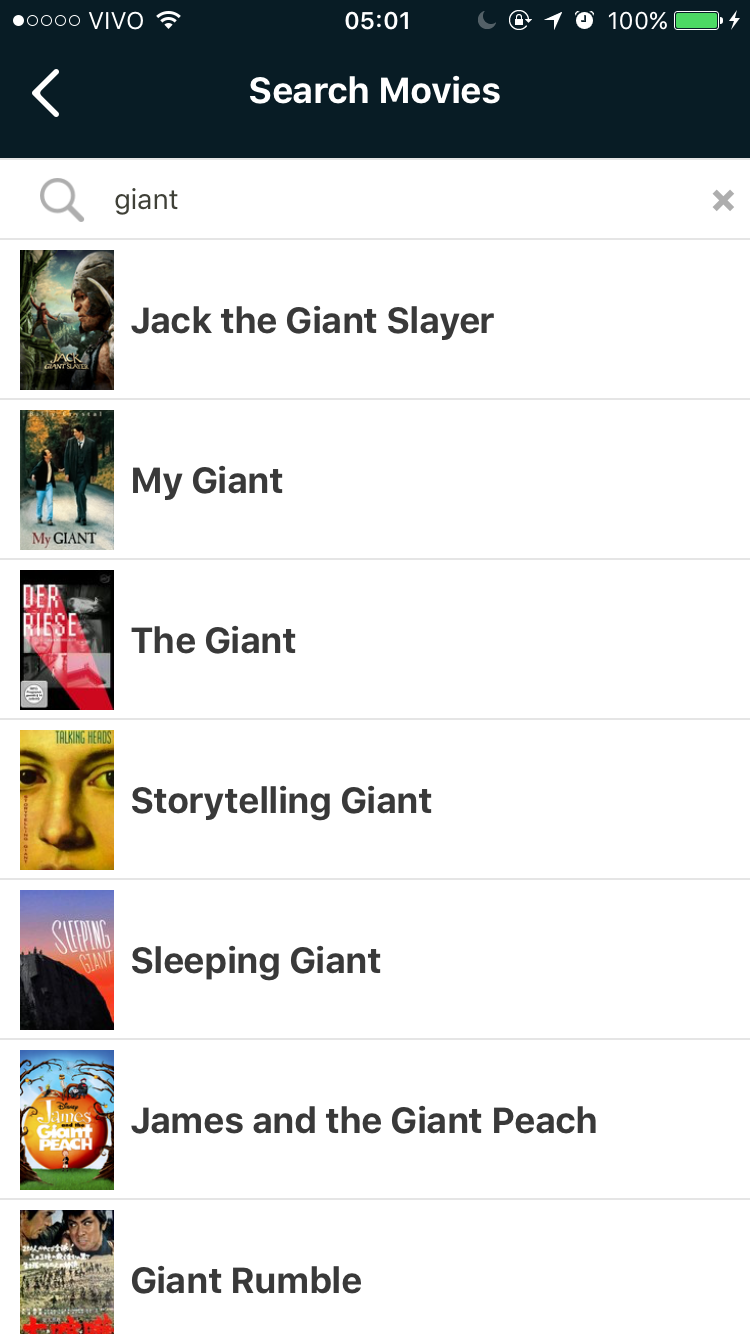 VIVO 05:01 100%
Search Movies
giant
JACK
GIANT SLAYER
Jack the Giant Slayer
My GIANT
My Giant
DER
RIESE
The Giant
TALKING HEADS
STORYTELLING GIANT
Storytelling Giant
SLEEPING
GIANT
Sleeping Giant
Disney
James
and the
Giant
PEACH
James and the Giant Peach
Giant Rumble